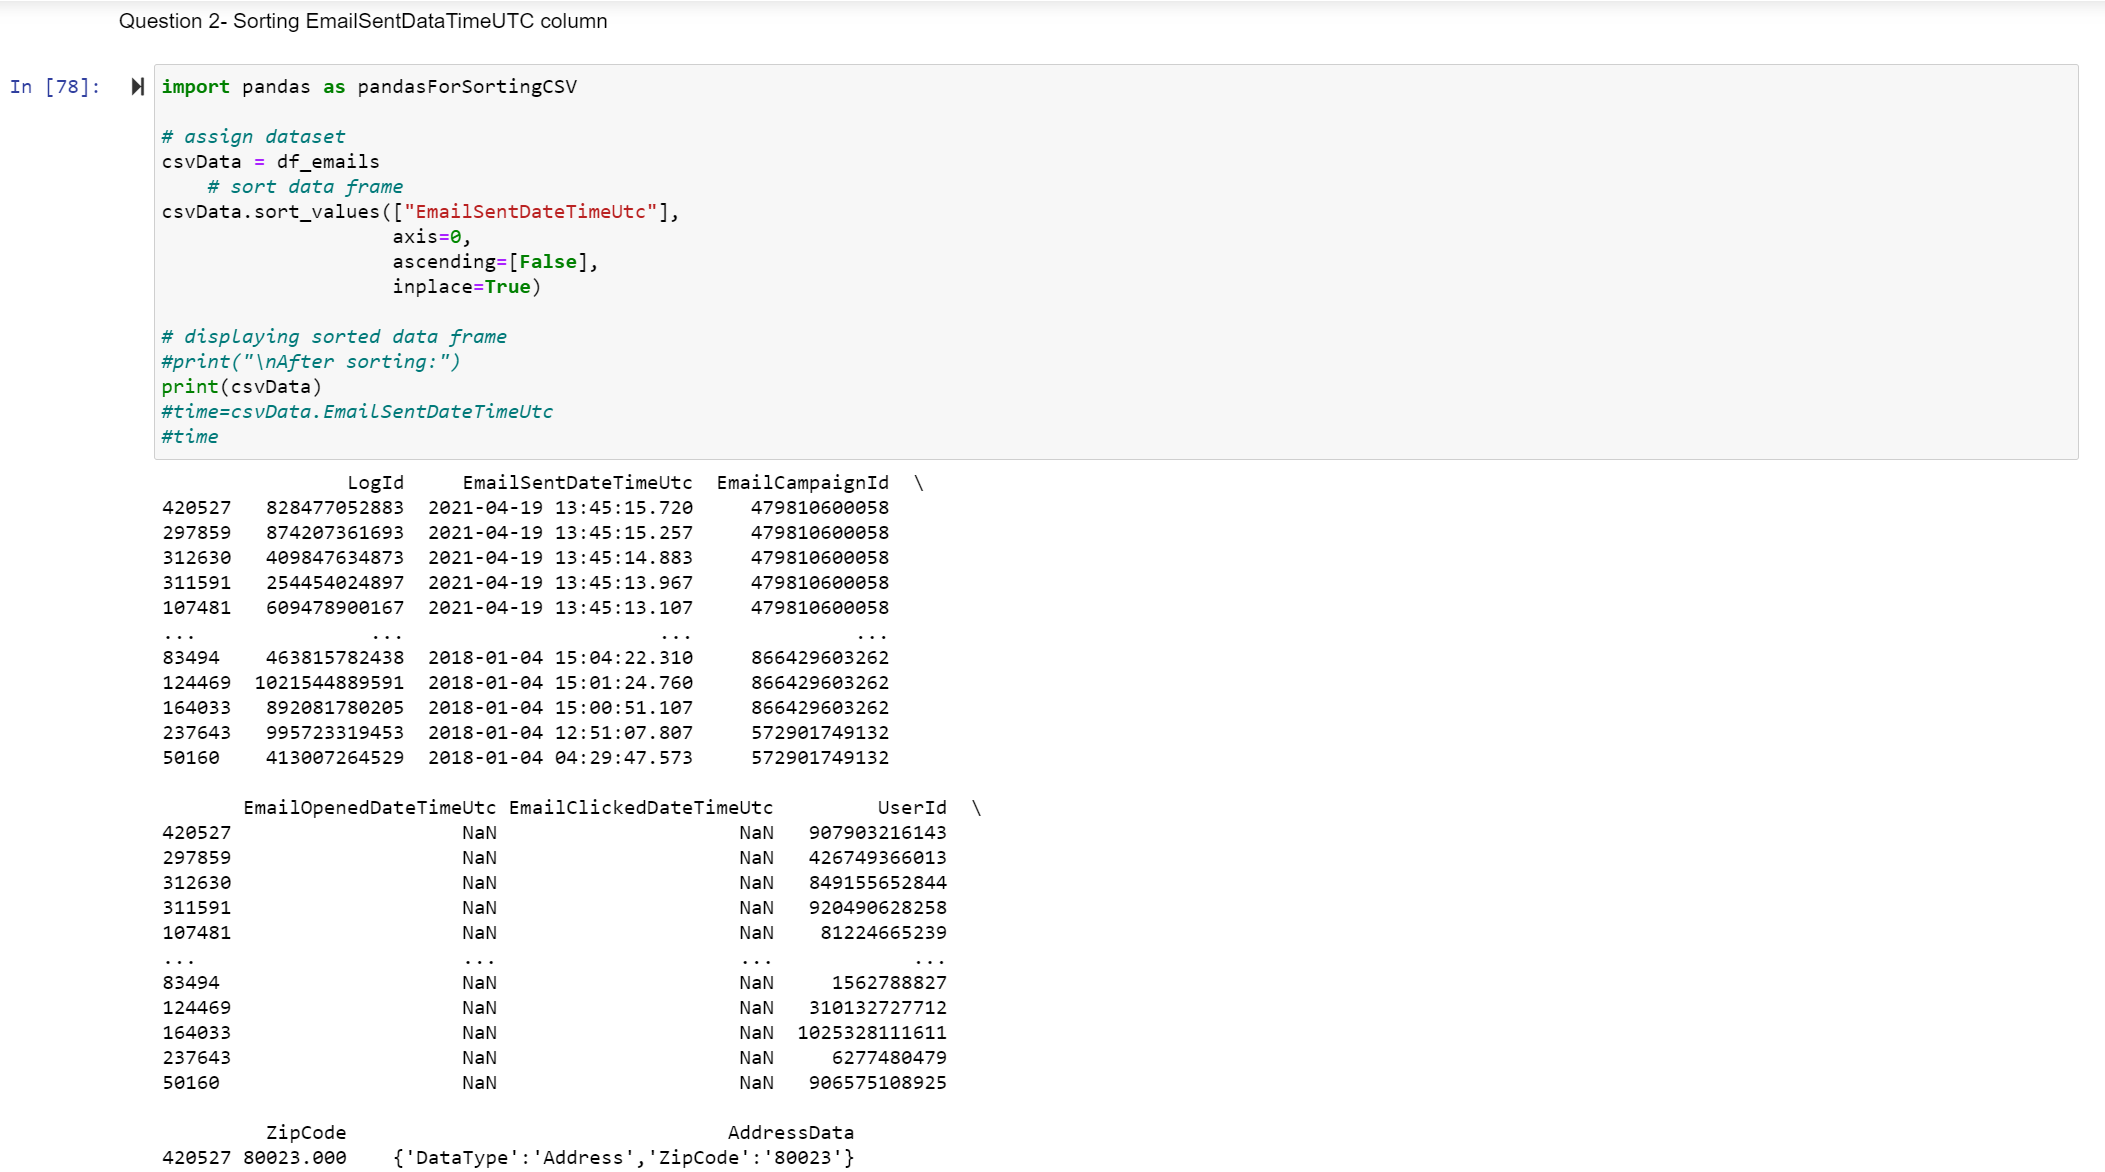 Question 2- Sorting EmailSentDataTimeUTC column
In [78]:
import pandas as pandasForSortingCSV
# assign dataset
csvData = df_emails
# sort data frame
csvData.sort_values(["EmailSentDateTimeUtc"],
axis=0,
ascending=[False],
inplace=True)
# displaying sorted data frame
#print("\nAfter sorting:")
print(csvData)
#time=csvData.EmailSentDateTimeUtc
#time
LogId EmailSentDateTimeUtc EmailCampaignId \
420527 828477052883 2021-04-19 13:45:15.720 479810600058
297859 874207361693 2021-04-19 13:45:15.257 479810600058
312630 409847634873 2021-04-19 13:45:14.883 479810600058
311591 254454024897 2021-04-19 13:45:13.967 479810600058
107481 609478900167 2021-04-19 13:45:13.107 479810600058
... ... ... ...
83494 463815782438 2018-01-04 15:04:22.310 866429603262
124469 1021544889591 2018-01-04 15:01:24.760 866429603262
164033 892081780205 2018-01-04 15:00:51.107 866429603262
237643 995723319453 2018-01-04 12:51:07.807 572901749132
50160 413007264529 2018-01-04 04:29:47.573 572901749132
EmailOpenedDateTimeUtc EmailClickedDateTimeUtc UserId \
420527 NaN NaN 907903216143
297859 NaN NaN 426749366013
312630 NaN NaN 849155652844
311591 NaN NaN 920490628258
107481 NaN NaN 81224665239
... ... ... ...
83494 NaN NaN 1562788827
124469 NaN NaN 310132727712
164033 NaN NaN 1025328111611
237643 NaN NaN 6277480479
50160 NaN NaN 906575108925
ZipCode AddressData
420527 80023.000 {'DataType':'Address','ZipCode':'80023'}